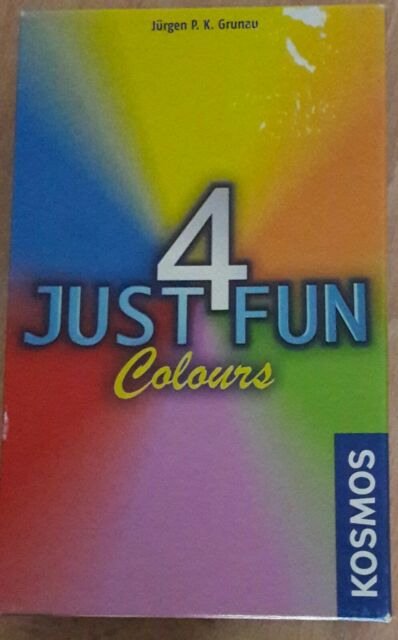 Jürgen P. K. Grunau
JUST 4 FUN
Colours
KOSMOS